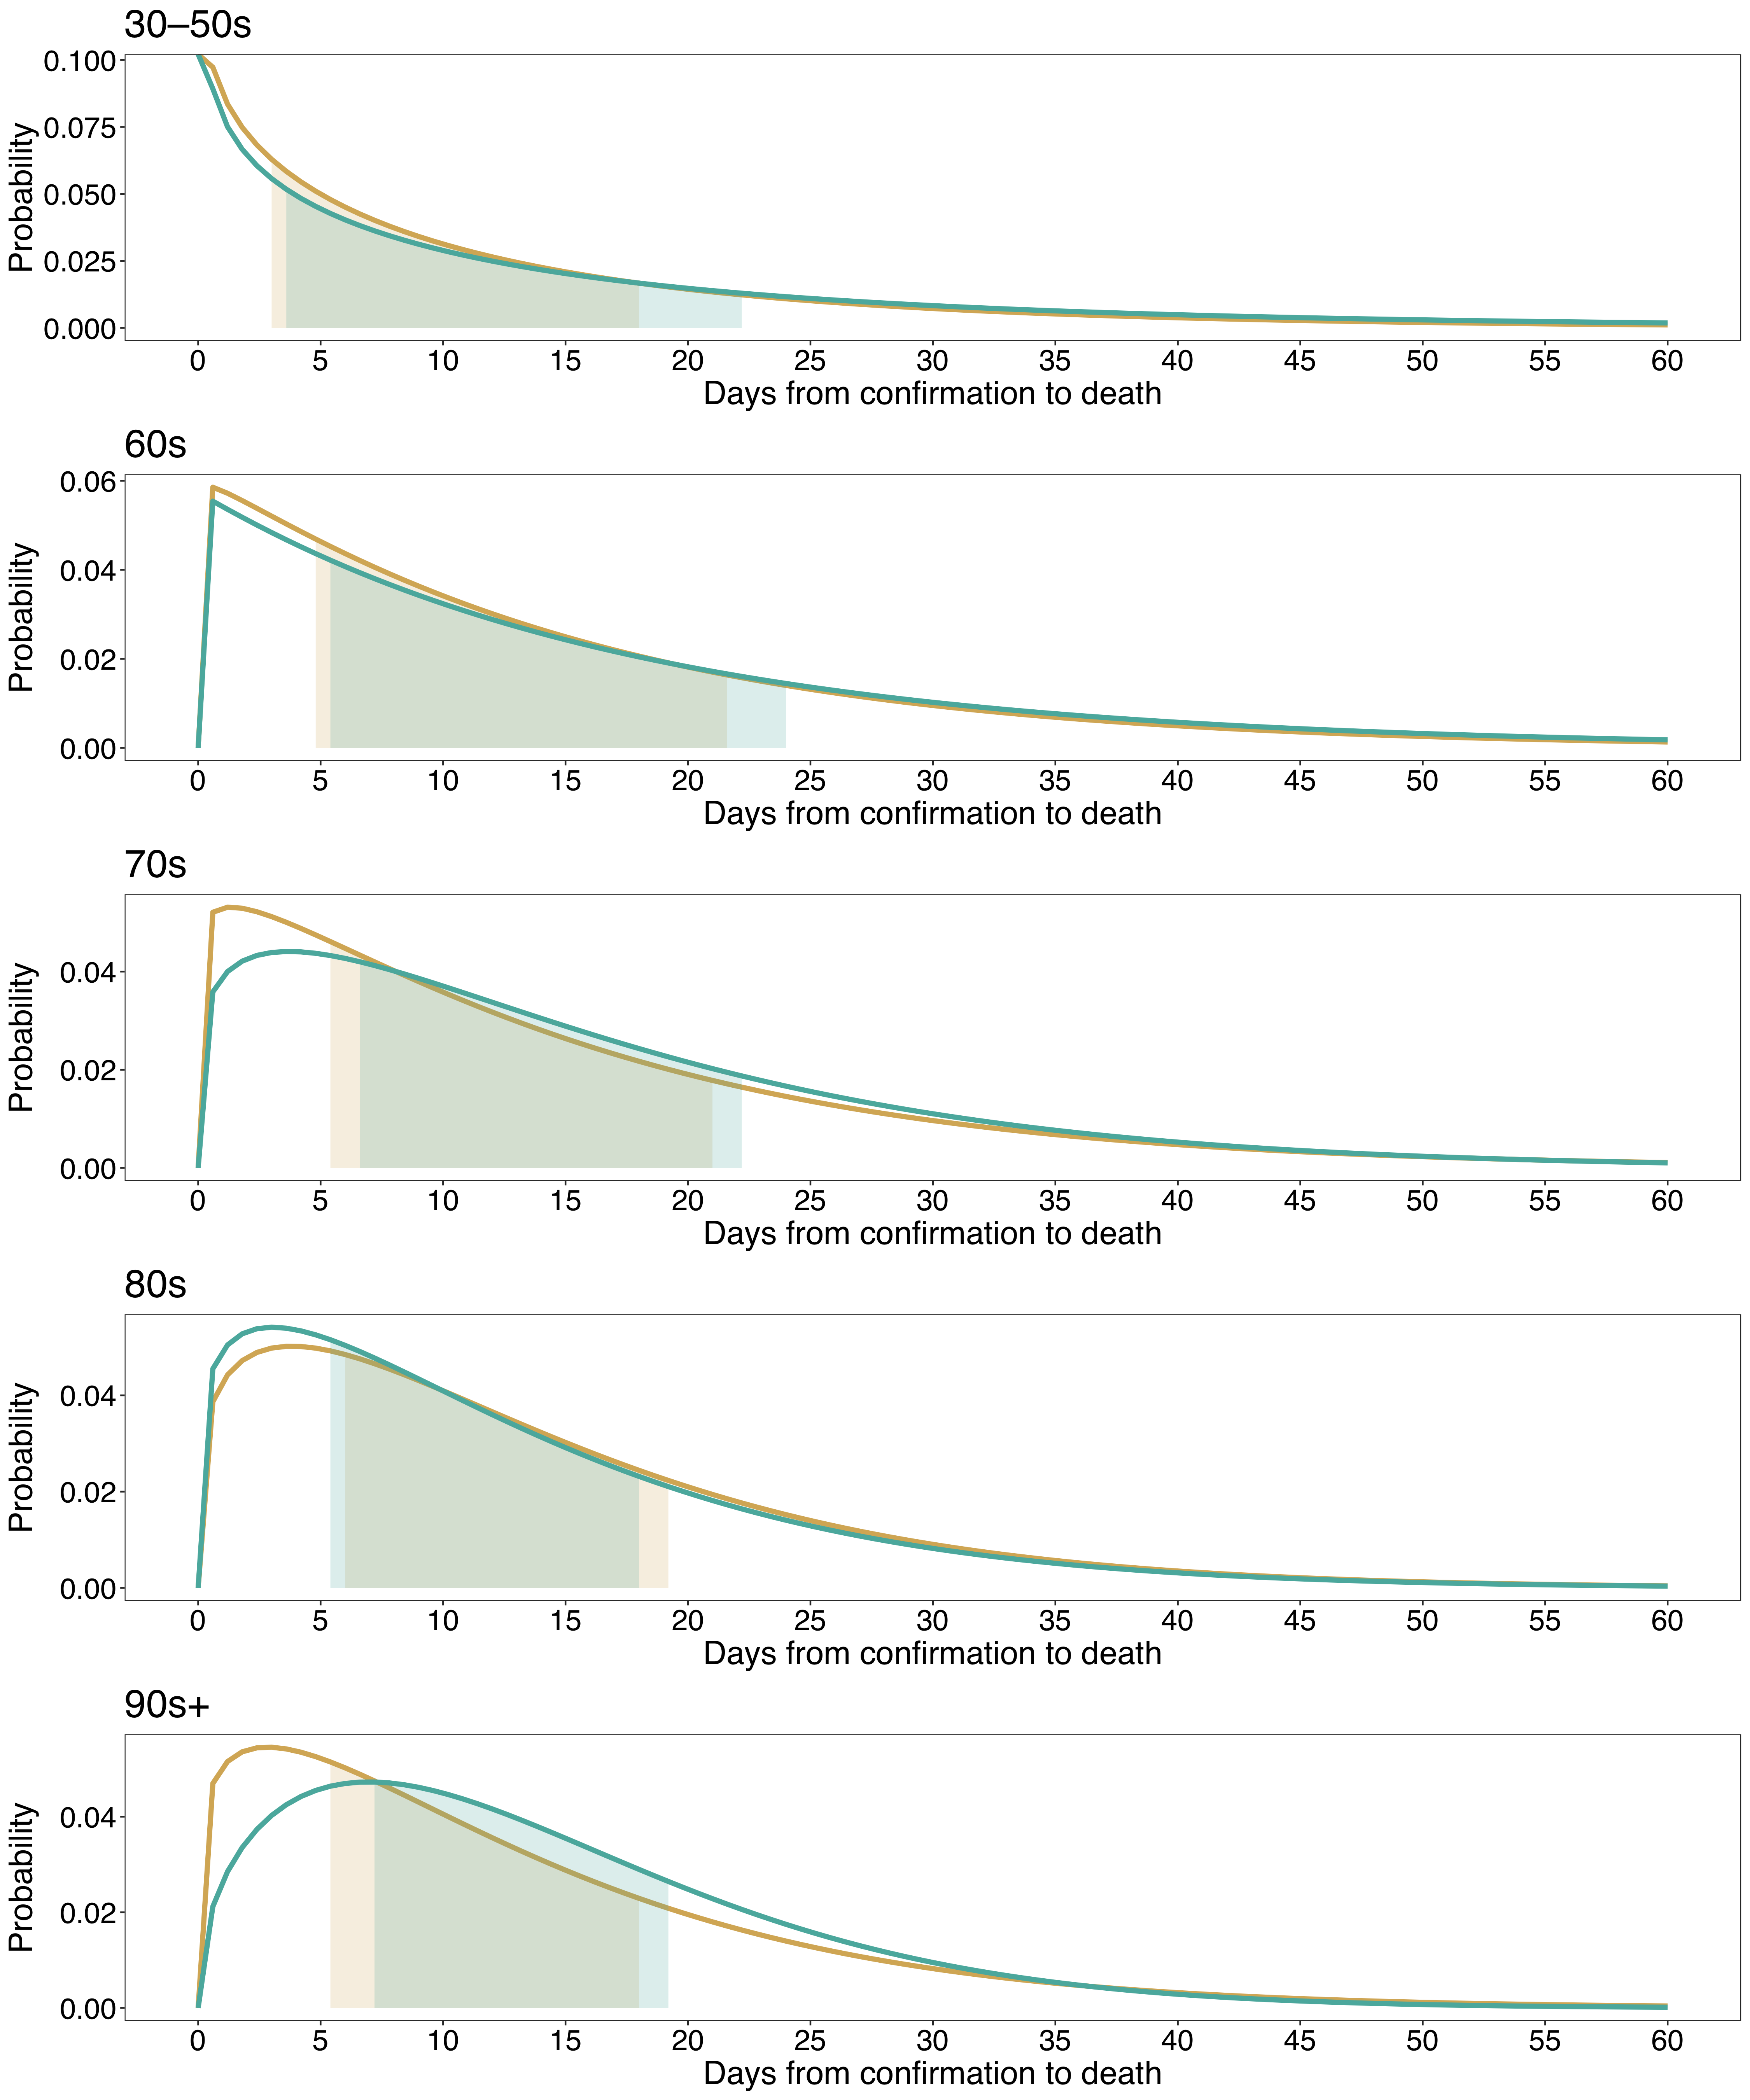 30–50s
0.100
0.075
0.050
0.025
0.000
Probability
0 5 10 15 20 25 30 35 40 45 50 55 60
Days from confirmation to death
60s
0.06
0.04
0.02
0.00
Probability
0 5 10 15 20 25 30 35 40 45 50 55 60
Days from confirmation to death
70s
0.04
0.02
0.00
Probability
0 5 10 15 20 25 30 35 40 45 50 55 60
Days from confirmation to death
80s
0.04
0.02
0.00
Probability
0 5 10 15 20 25 30 35 40 45 50 55 60
Days from confirmation to death
90s+
0.04
0.02
0.00
Probability
0 5 10 15 20 25 30 35 40 45 50 55 60
Days from confirmation to death